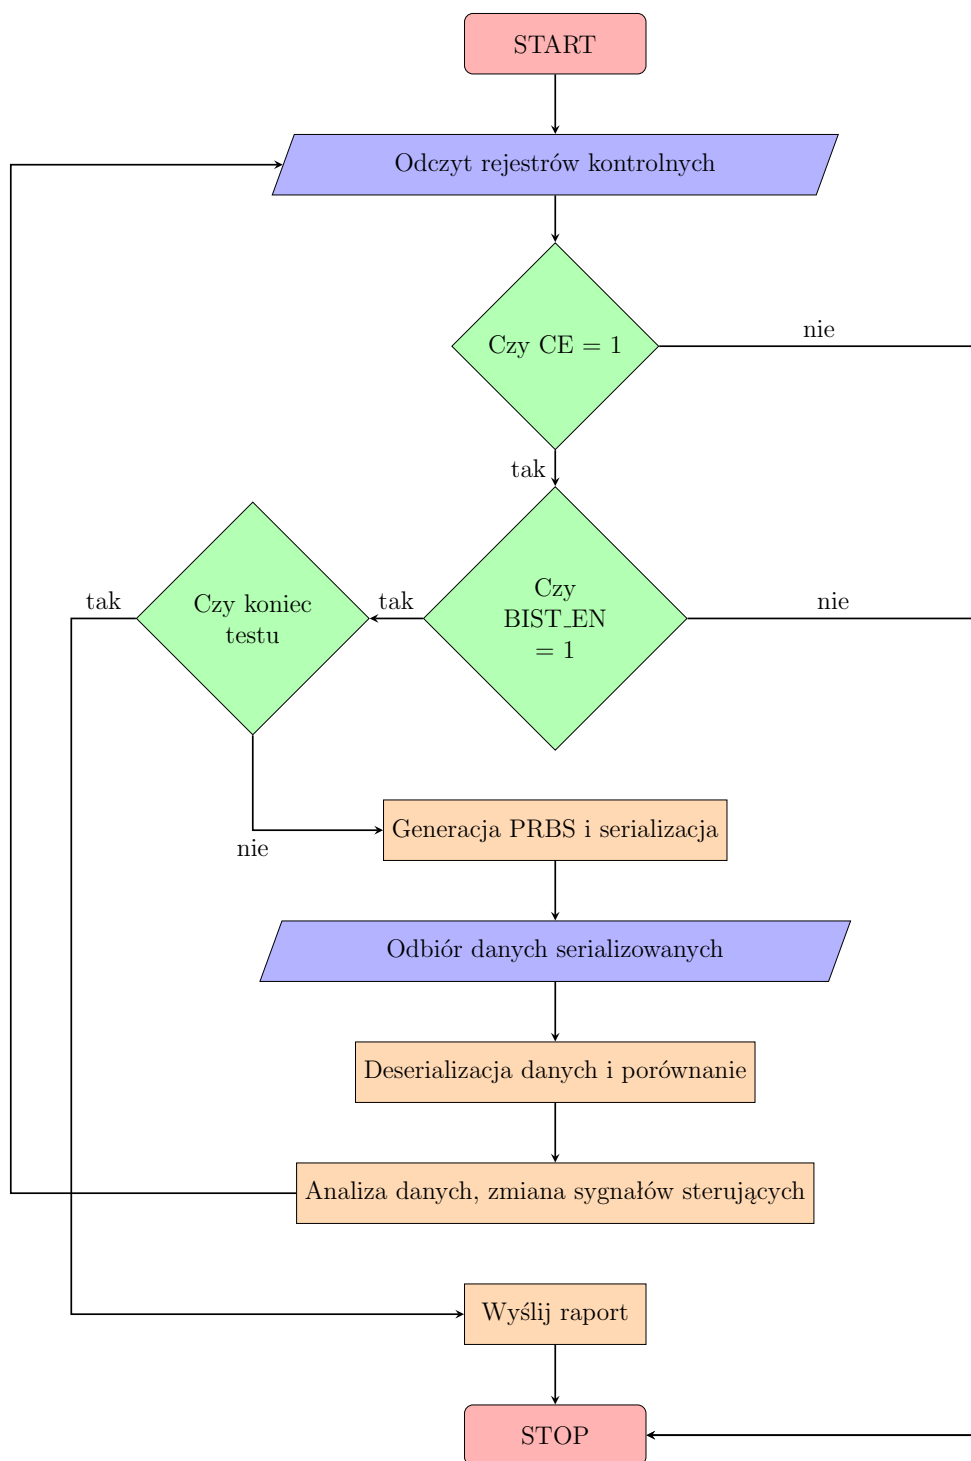 START
Odczyt rejestrów kontrolnych
Czy CE = 1
nie
tak
Czy
BIST_EN
= 1
nie
tak
Czy koniec
testu
tak
nie
Generacja PRBS i serializacja
Odbiór danych serializowanych
Deserializacja danych i porównanie
Analiza danych, zmiana sygnałów sterujących
Wyślij raport
STOP